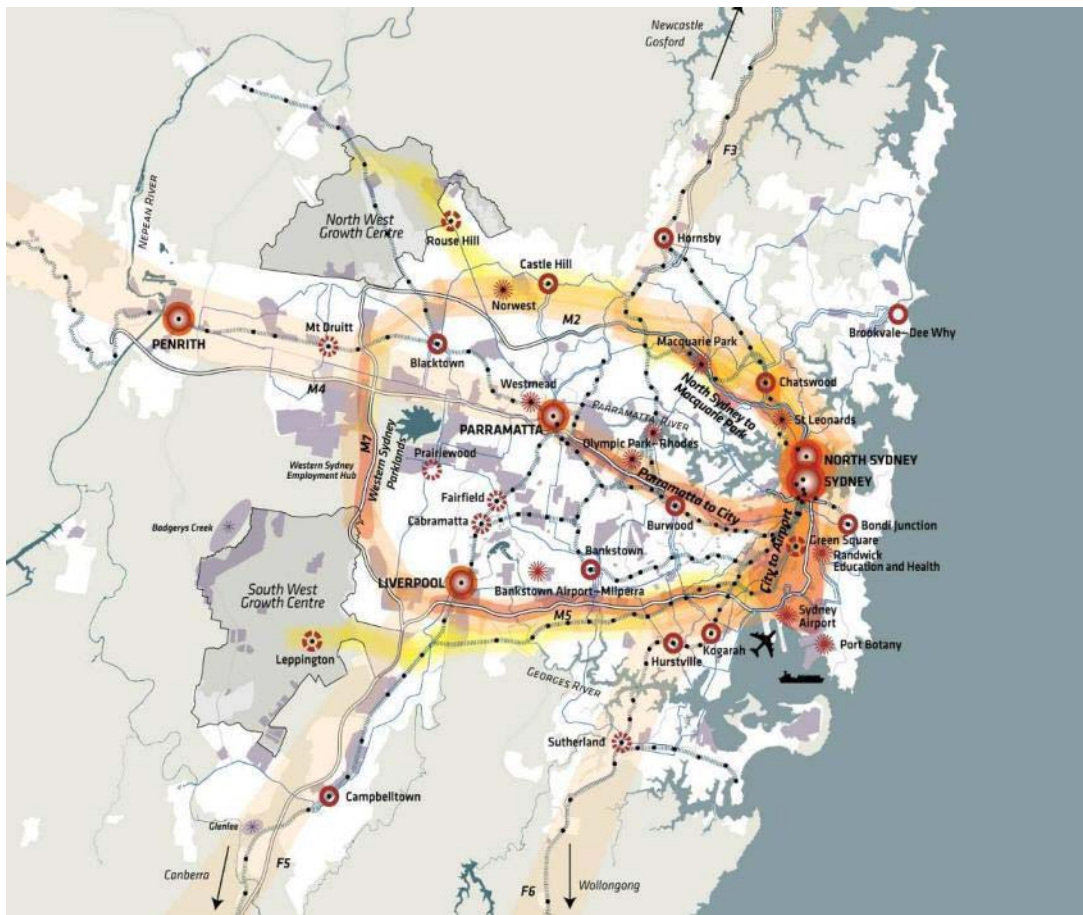 Newcastle
Gosford
F3
NEPEAN RIVER
North West
Growth Centre
Rouse Hill
Hornsby
Castle Hill
Norwest
Brookvale–Dee Why
PENRITH
Mt Druitt
M2
Macquarie Park
Blacktown
Chatswood
M4
Westmead
North Sydney to
Macquarie Park
St Leonards
PARRAMATTA
PARRAMATTA RIVER
Olympic Park–Rhodes
NORTH SYDNEY
SYDNEY
M7
Western Sydney
Parklands
Prairiewood
Western Sydney
Employment Hub
Parramatta to City
Fairfield
Cabramatta
Burwood
Bondi Junction
Badgerys Creek
Green Square
Randwick
Education and Health
City to Airport
Bankstown
Bankstown Airport–Milperra
LIVERPOOL
South West
Growth Centre
M5
Sydney
Airport
Port Botany
Leppington
Kogarah
Hurstville
GEORGES RIVER
Sutherland
Campbelltown
Glenlee
F5
Canberra
F6
Wollongong